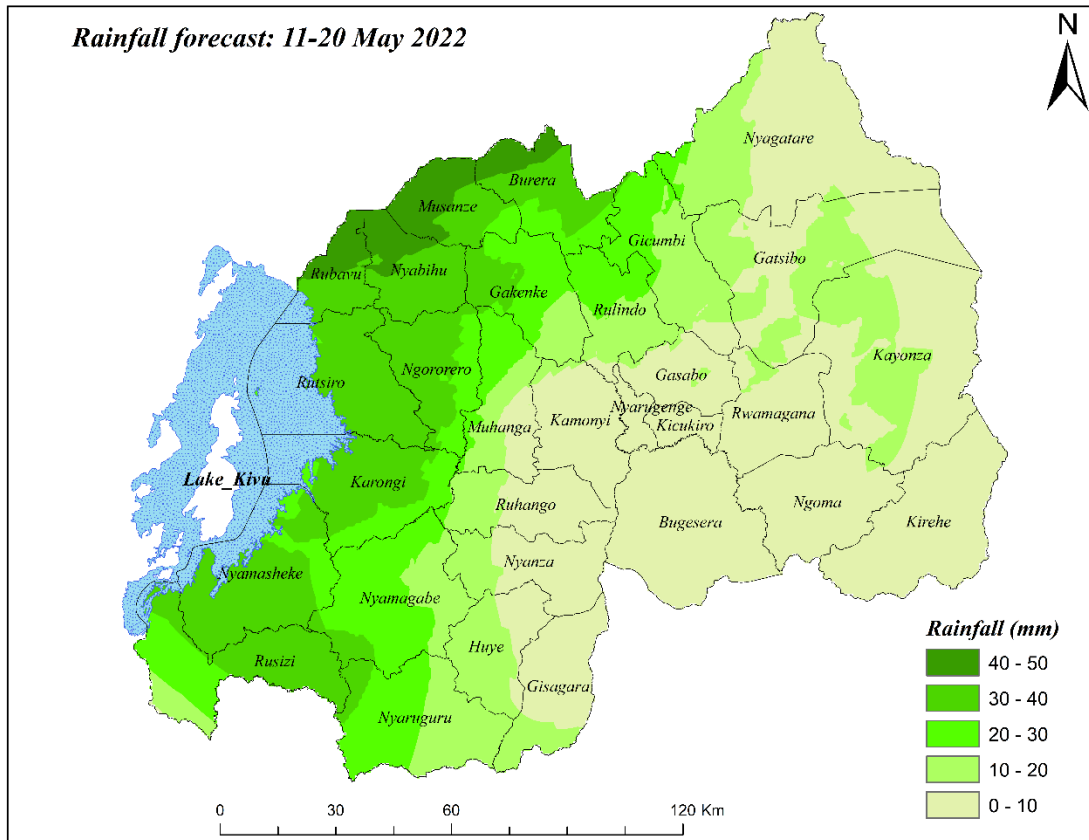 Rainfall forecast: 11-20 May 2022
N
Nyagatare
Burera
Musanze
Gicumbi
Gatsibo
Rubavu
Nyabihu
Gakenke
Rulindo
Kayonza
Ngororero
Rutsiro
Gasabo
Nyarugenge
Rwamagana
Muhanga
Kamonyi
Kicukiro
Lake_Kivu
Karongi
Ruhango
Bugesera
Ngoma
Kirehe
Nyanza
Nyamasheke
Nyamagabe
Huye
Rusizi
Gisagara
Nyaruguru
Rainfall (mm)
40 - 50
30 - 40
20 - 30
10 - 20
0 - 10
0 30 60 120 Km